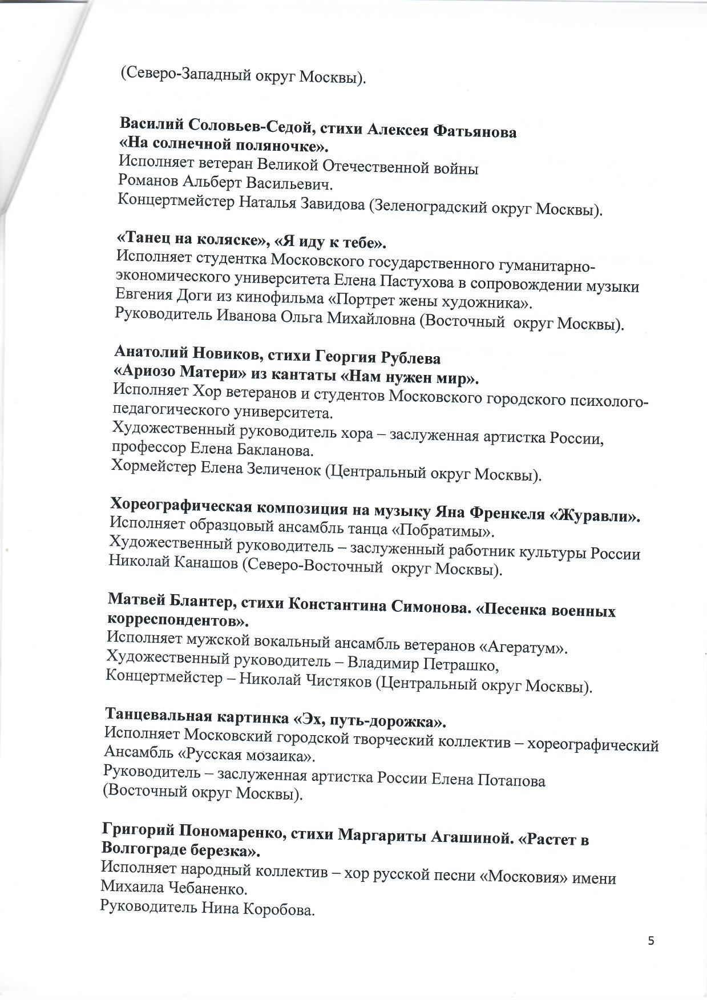 (Северо-Западный округ Москвы).
Василий Соловьев-Седой, стихи Алексея Фатьянова
«На солнечной поляночке».
Исполняет ветеран Великой Отечественной войны
Романов Альберт Васильевич.
Концертмейстер Наталья Завидова (Зеленоградский округ Москвы).
«Танец на коляске», «Я иду к тебе».
Исполняет студентка Московского государственного гуманитарно-
экономического университета Елена Пастухова в сопровождении музыки
Евгения Доги из кинофильма «Портрет жены художника».
Руководитель Иванова Ольга Михайловна (Восточный  округ Москвы).
Анатолий Новиков, стихи Георгия Рублева
«Ариозо Матери» из кантаты «Нам нужен мир».
Исполняет Хор ветеранов и студентов Московского городского психолого-
педагогического университета.
Художественный руководитель хора – заслуженная артистка России,
профессор Елена Бакланова.
Хормейстер Елена Зеличенок (Центральный округ Москвы).
Хореографическая композиция на музыку Яна Френкеля «Журавли».
Исполняет образцовый ансамбль танца «Побратимы».
Художественный руководитель – заслуженный работник культуры России
Николай Канашов (Северо-Восточный  округ Москвы).
Матвей Блантер, стихи Константина Симонова. «Песенка военных
корреспондентов».
Исполняет мужской вокальный ансамбль ветеранов «Агератум».
Художественный руководитель – Владимир Петрашко,
Концертмейстер – Николай Чистяков (Центральный округ Москвы).
Танцевальная картинка «Эх, путь-дорожка».
Исполняет Московский городской творческий коллектив – хореографический
Ансамбль «Русская мозаика».
Руководитель – заслуженная артистка России Елена Потапова
(Восточный округ Москвы).
Григорий Пономаренко, стихи Маргариты Агашиной. «Растет в
Волгограде березка».
Исполняет народный коллектив – хор русской песни «Московия» имени
Михаила Чебаненко.
Руководитель Нина Коробова.
5